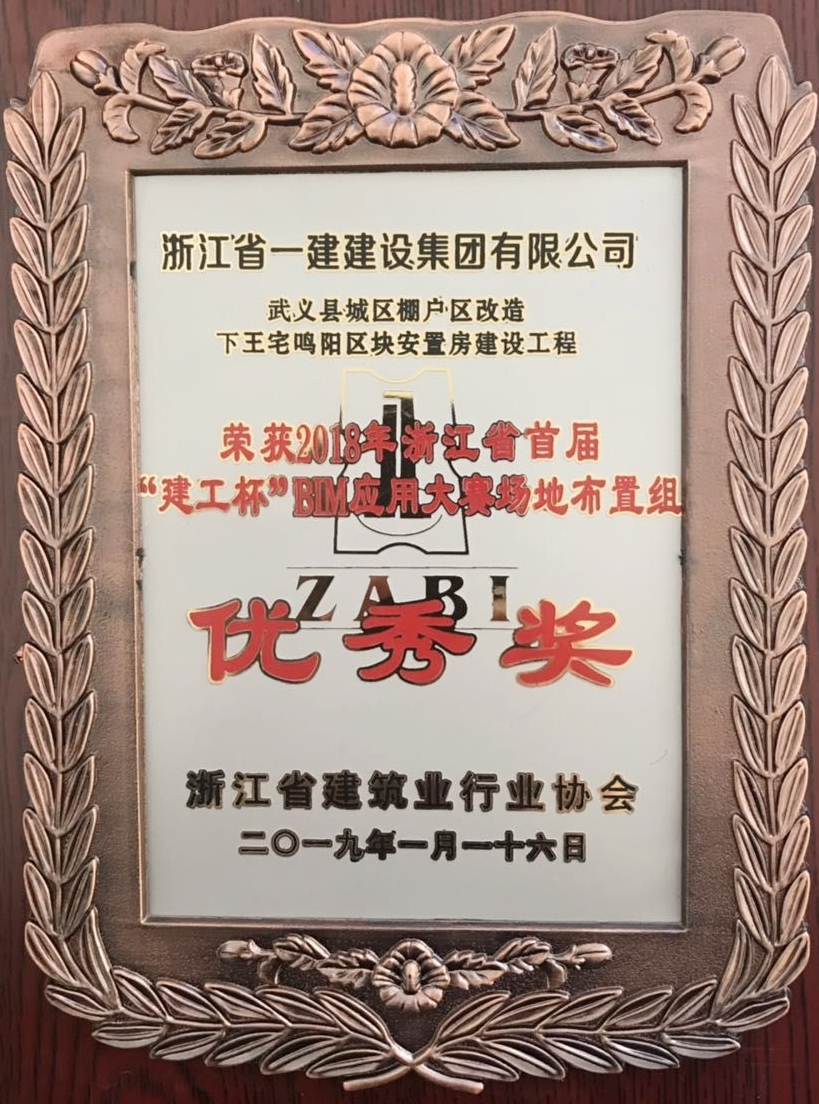 浙江省一建建设集团有限公司
武义县城区棚户区改造
下王宅鸣阳区块安置房建设工程
荣获2018年浙江省首届
“建工杯”BIM应用大赛场地布置组
ZABI
优秀奖
浙江省建筑业行业协会
二〇一九年一月一十六日